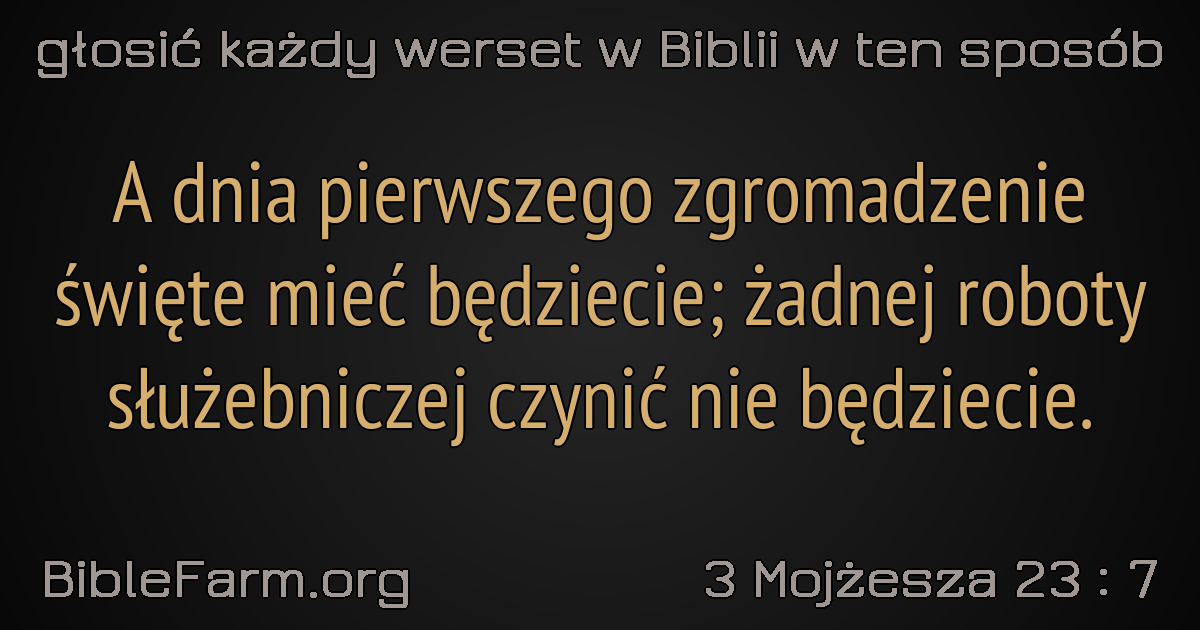 głosić każdy werset w Biblii w ten sposób
A dnia pierwszego zgromadzenie
święte mieć będziecie; żadnej roboty
służebniczej czynić nie będziecie.
BibleFarm.org
3 Mojżesza 23 : 7